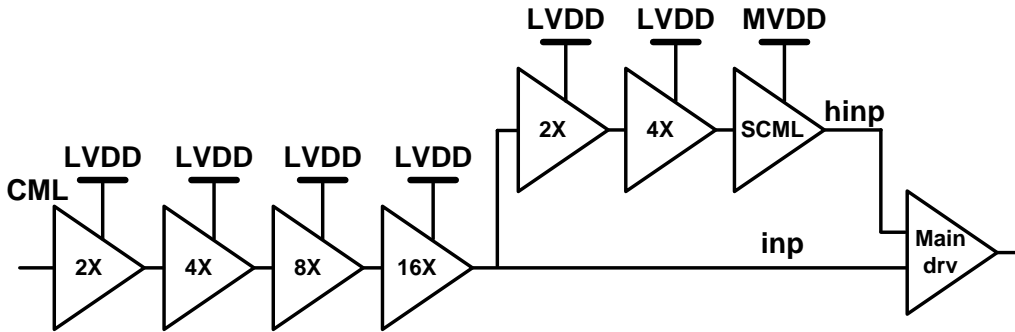 LVDD LVDD MVDD
2X 4X SCML hinp
LVDD LVDD LVDD LVDD
CML
2X 4X 8X 16X
inp
Main
drv